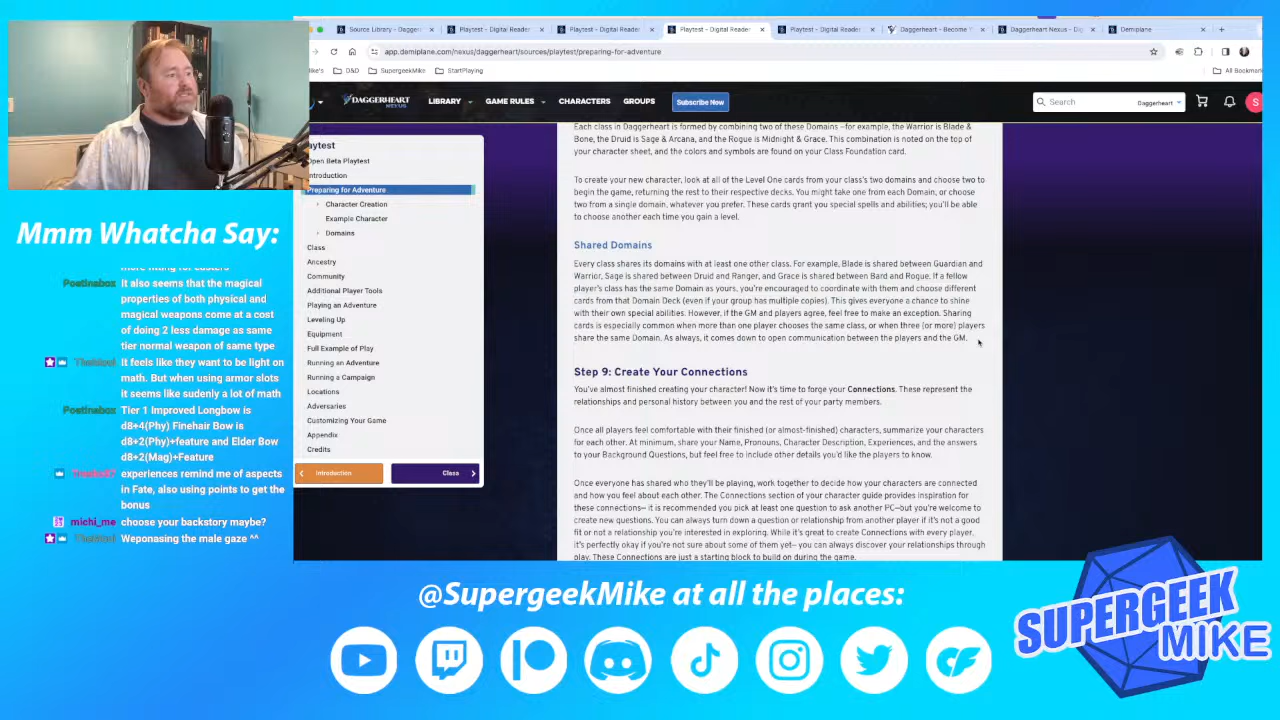 Source Library - Dagger
Playtest - Digital Reader
Playtest - Digital Reader
Playtest - Digital Reader
Playtest - Digital Reader
Daggerheart - Become
Daggerheart Nexus - Dig
Demiplane
app.demiplane.com/nexus/daggerheart/sources/playtest/preparing-for-adventure
Mike's
D&D
SupergeekMike
StartPlaying
All Bookmar
DAGGERHEART
NEXUS
LIBRARY
GAME RULES
CHARACTERS
GROUPS
Subscribe Now
Search
Daggerheart
S
aytest
Open Beta Playtest
Introduction
Preparing for Adventure
Character Creation
Example Character
Domains
Class
Ancestry
Community
Additional Player Tools
Playing an Adventure
Leveling Up
Equipment
Full Example of Play
Running an Adventure
Running a Campaign
Locations
Adversaries
Customizing Your Game
Appendix
Credits
Introduction
Class
Each class in Daggerheart is formed by combining two of these Domains —for example, the Warrior is Blade &
Bone, the Druid is Sage & Arcana, and the Rogue is Midnight & Grace. This combination is noted on the top of
your character sheet, and the colors and symbols are found on your Class Foundation card.
To create your new character, look at all of the Level One cards from your class's two domains and choose two to
begin the game, returning the rest to their respective decks. You might take one from each Domain, or choose
two from a single domain, whatever you prefer. These cards grant you special spells and abilities; you'll be able
to choose another each time you gain a level.
Shared Domains
Every class shares its domains with at least one other class. For example, Blade is shared between Guardian and
Warrior, Sage is shared between Druid and Ranger, and Grace is shared between Bard and Rogue. If a fellow
player's class has the same Domain as yours, you're encouraged to coordinate with them and choose different
cards from that Domain Deck (even if your group has multiple copies). This gives everyone a chance to shine
with their own special abilities. However, if the GM and players agree, feel free to make an exception. Sharing
cards is especially common when more than one player chooses the same class, or when three (or more) players
share the same Domain. As always, it comes down to open communication between the players and the GM.
Step 9: Create Your Connections
You've almost finished creating your character! Now it's time to forge your Connections. These represent the
relationships and personal history between you and the rest of your party members.
Once all players feel comfortable with their finished (or almost-finished) characters, summarize your characters
for each other. At minimum, share your Name, Pronouns, Character Description, Experiences, and the answers
to your Background Questions, but feel free to include other details you'd like the players to know.
Once everyone has shared who they'll be playing, work together to decide how your characters are connected
and how you feel about each other. The Connections section of your character guide provides inspiration for
these connections— it is recommended you pick at least one question to ask another PC—but you're welcome to
create new questions. You can always turn down a question or relationship from another player if it's not a good
fit or not a relationship you're interested in exploring. While it's great to create Connections with every player,
it's perfectly okay if you're not sure about some of them yet— you can always discover your relationships through
play. These Connections are just a starting block to build on during the game.
Mmm Whatcha Say:
more fitting for casters
Poetinabox it also seems that the magical
properties of both physical and
magical weapons come at a cost
of doing 2 less damage as same
tier normal weapon of same type
it feels like they want to be light on
math. But when using armor slots
it seems like sudenly a lot of math
Poetinabox Tier 1 Improved Longbow is
d8+4(Phy) Finehair Bow is
d8+2(Phy)+feature and Elder Bow
d8+2(Mag)+Feature
experiences remind me of aspects
in Fate, also using points to get the
bonus
michi_me choose your backstory maybe?
Weponasing the male gaze ^^
@SupergeekMike at all the places:
SUPERGEEK
MIKE